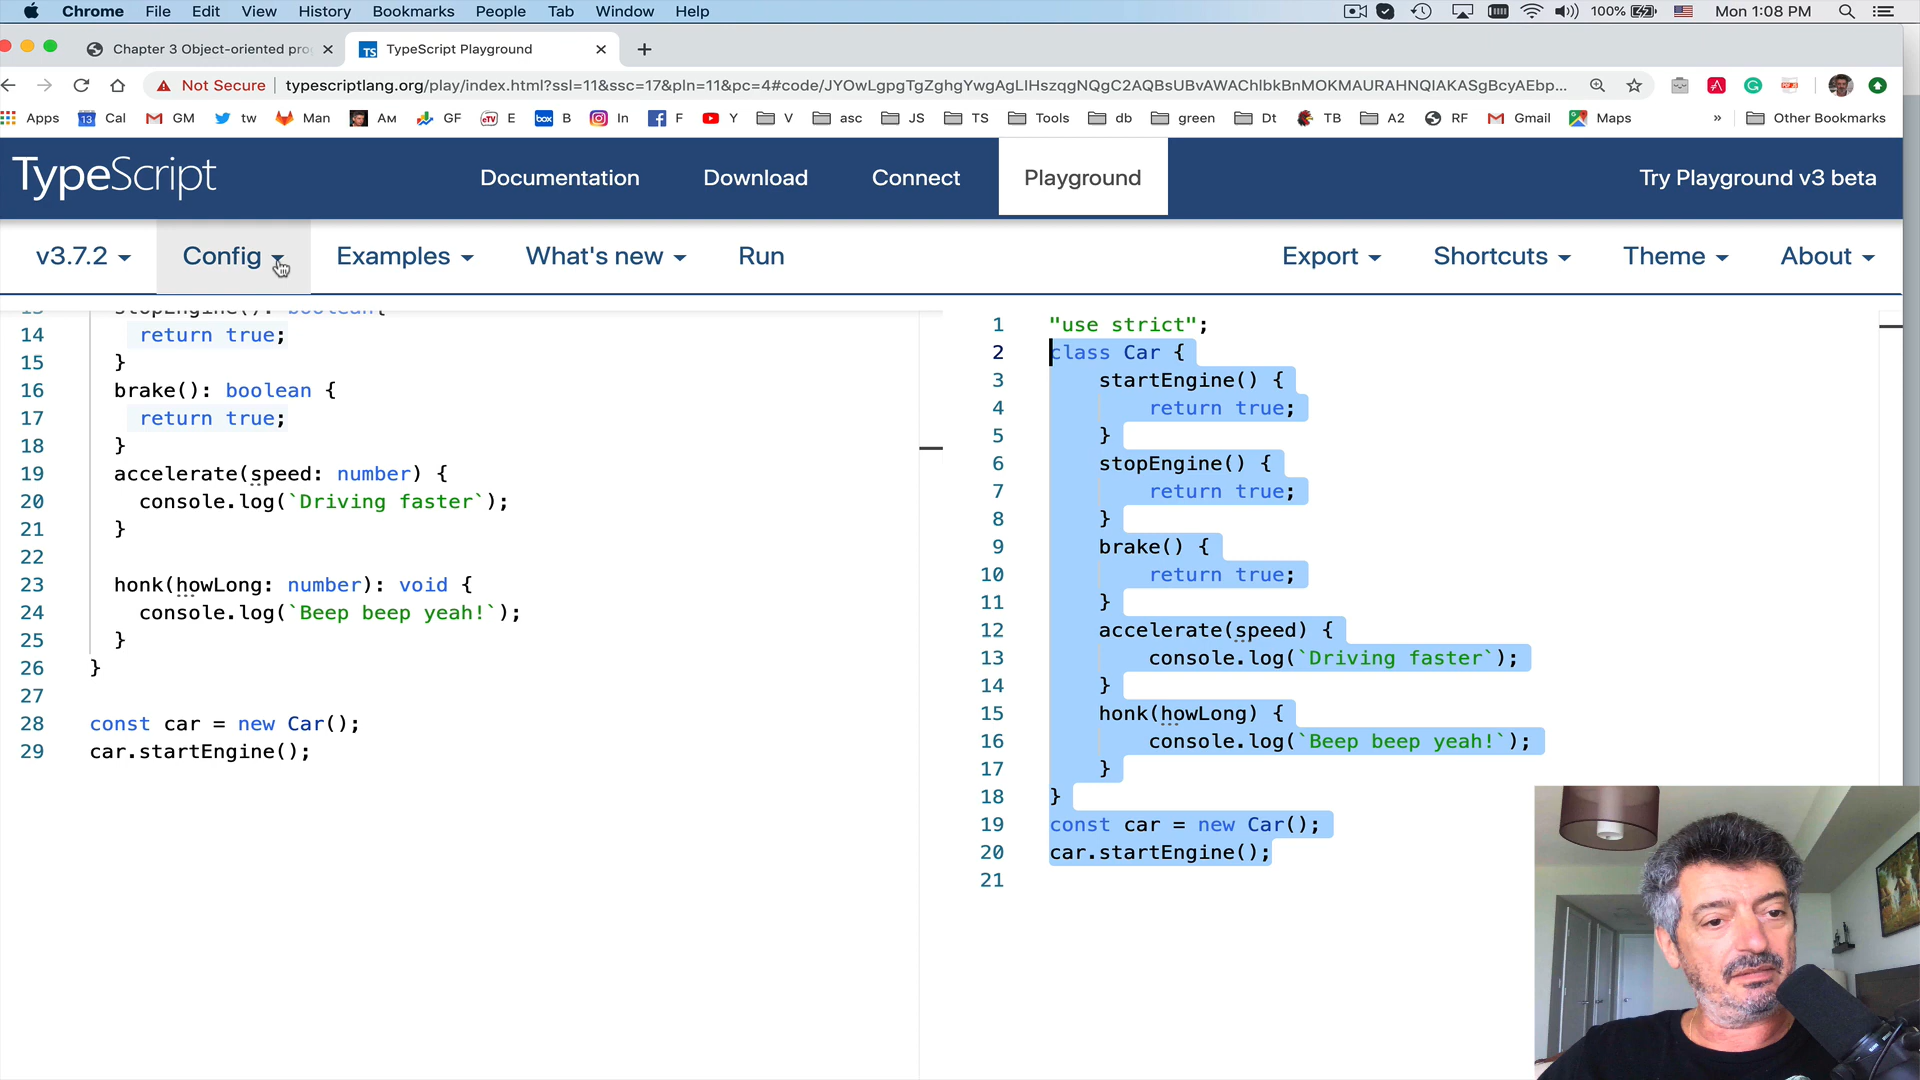 Chrome File Edit View History Bookmarks People Tab Window Help 100% Mon 1:08 PM
Chapter 3 Object-oriented pro TS TypeScript Playground
Not Secure typescriptlang.org/play/index.html?ssl=11&ssc=17&pln=11&pc=4#code/JYOwLgpgTgZghgYwgAgLIHszqgNQgC2AQBsUBvAWAChlbkBnMOKMAURAHNQIAKASgBcyAEbp...
Apps 13 Cal GM tw Man Ам GF eTV E box B In F Y V asc JS TS Tools db green Dt TB A2 RF Gmail Maps » Other Bookmarks
TypeScript Documentation Download Connect Playground Try Playground v3 beta
v3.7.2 Config Examples What's new Run Export Shortcuts Theme About
13 stopEngine(): boolean{
14 return true;
15 }
16 brake(): boolean {
17 return true;
18 }
19 accelerate(speed: number) {
20 console.log(`Driving faster`);
21 }
22
23 honk(howLong: number): void {
24 console.log(`Beep beep yeah!`);
25 }
26 }
27
28 const car = new Car();
29 car.startEngine();
1 "use strict";
2 class Car {
3 startEngine() {
4 return true;
5 }
6 stopEngine() {
7 return true;
8 }
9 brake() {
10 return true;
11 }
12 accelerate(speed) {
13 console.log(`Driving faster`);
14 }
15 honk(howLong) {
16 console.log(`Beep beep yeah!`);
17 }
18 }
19 const car = new Car();
20 car.startEngine();
21